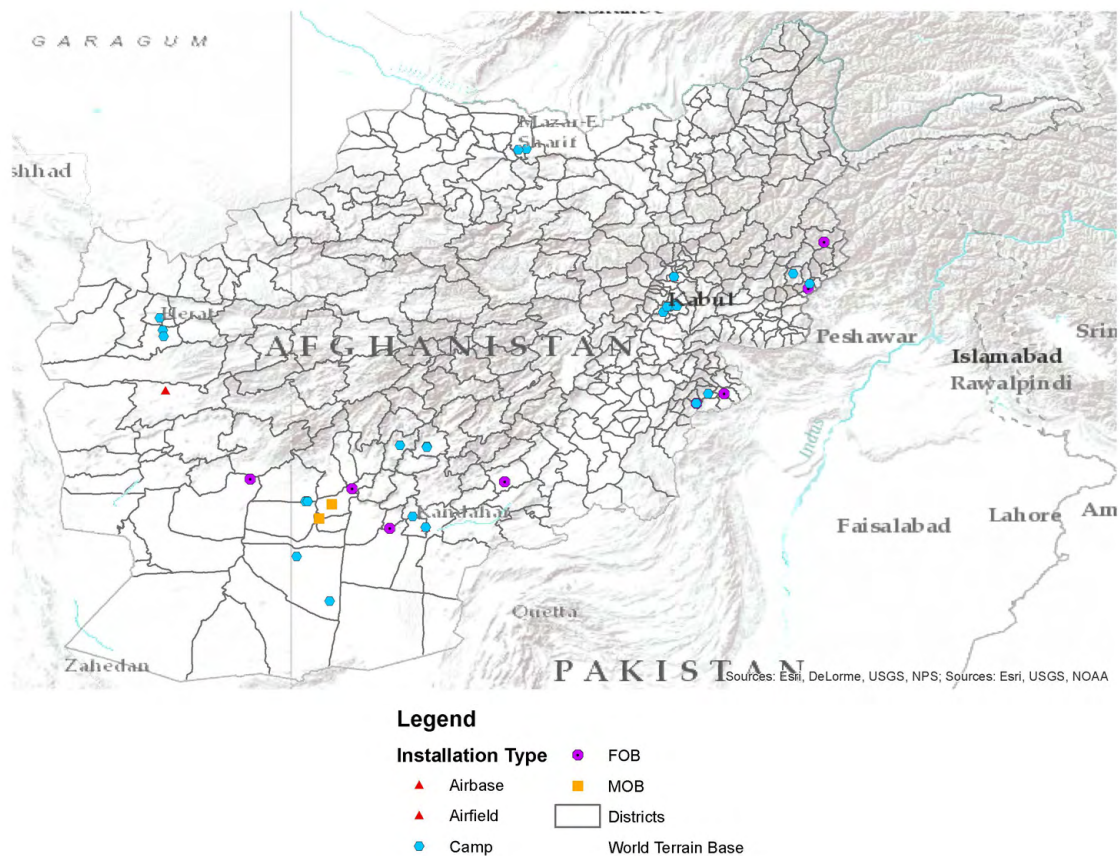 GARAGUM
Mazar-E
Sharif
shhad
Herat
Kabul
AFGHANISTAN
Peshawar
Srin
Islamabad
Rawalpindi
Indus
Kandahar
Faisalabad
Lahore
Am
Quetta
Zahedan
PAKISTAN
Sources: Esri, DeLorme, USGS, NPS; Sources: Esri, USGS, NOAA
Legend
Installation Type
FOB
Airbase
MOB
Airfield
Districts
Camp
World Terrain Base